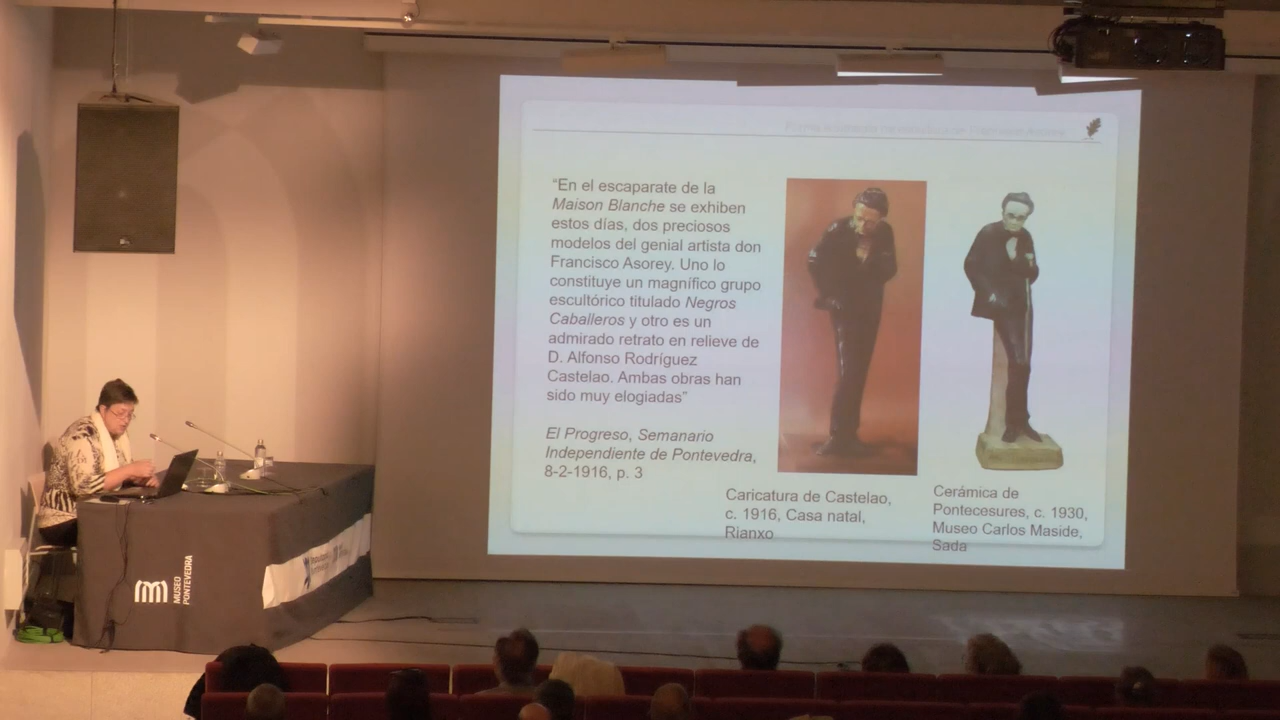 “En el escaparate de la
Maison Blanche se exhiben
estos días, dos preciosos
modelos del genial artista don
Francisco Asorey. Uno lo
constituye un magnífico grupo
escultórico titulado Negros
Caballeros y otro es un
admirado retrato en relieve de
D. Alfonso Rodríguez
Castelao. Ambas obras han
sido muy elogiadas”
El Progreso, Semanario
Independiente de Pontevedra,
8-2-1916, p. 3
Caricatura de Castelao,
c. 1916, Casa natal,
Rianxo
Cerámica de
Pontecesures, c. 1930,
Museo Carlos Maside,
Sada
MUSEO
PONTEVEDRA